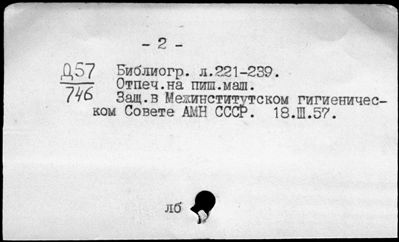 - 2 -
Д57
746
Библиогр. л.221-239.
Отпеч.на пиш.маш.
Защ.в Межинститутском гигиеничес-
ком Совете АМН СССР. 18.Ⅲ.57.
лб